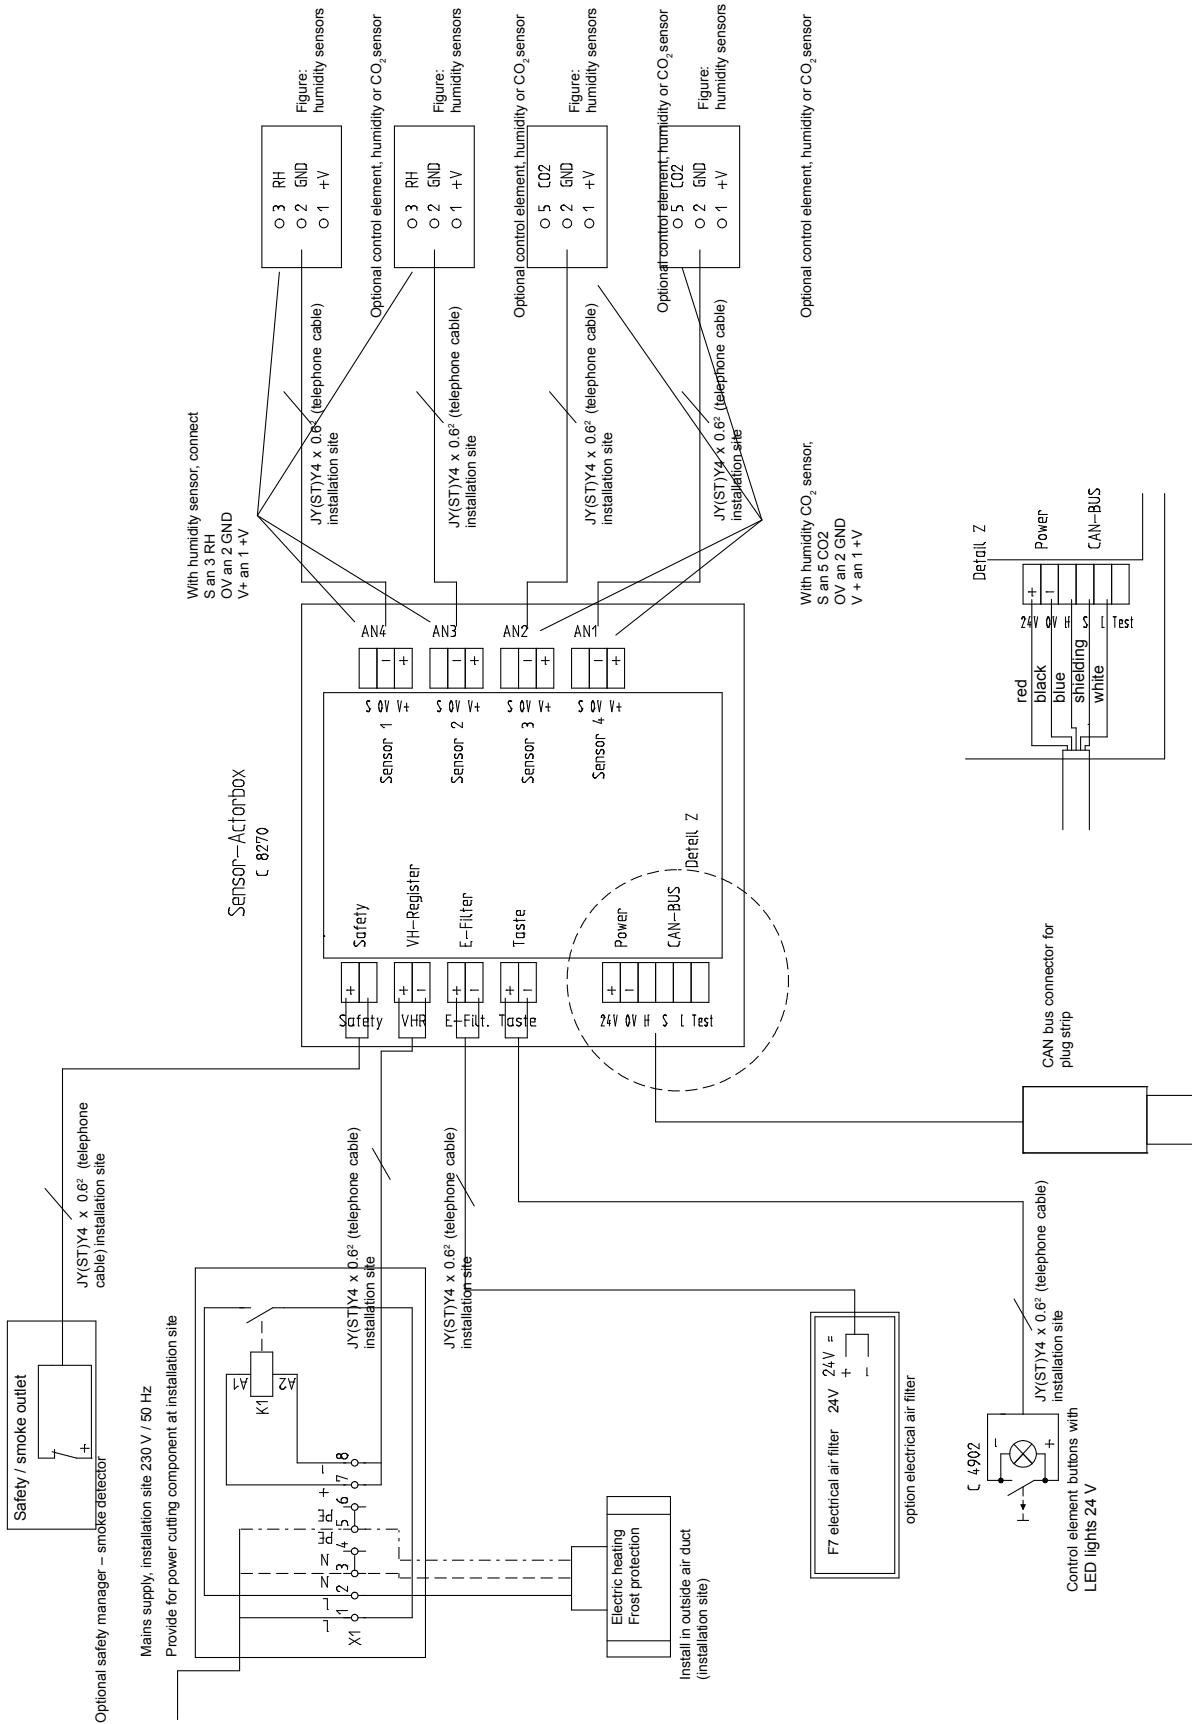 Safety / smoke outlet
+
Optional safety manager – smoke detector
JY(ST)Y4 x 0.6² (telephone
cable) installation site
Mains supply, installation site 230 V / 50 Hz
Provide for power cutting component at installation site
X1
L 1
L 2
N 3
N 4
PE 5
PE 6
+ 7
– 8
K1
A1
A2
JY(ST)Y4 x 0.6² (telephone cable)
installation site
JY(ST)Y4 x 0.6² (telephone cable)
installation site
Electric heating
Frost protection
Install in outside air duct
(installation site)
F7 electrical air filter 24V
24V =
+
–
option electrical air filter
C 4902
–
+
JY(ST)Y4 x 0.6² (telephone cable)
installation site
Control element buttons with
LED lights 24 V
CAN bus connector for
plug strip
Sensor-Actorbox
C 8270
Safety
+
Safety
VHR
+ –
VH-Register
E-Filt.
+ –
E-Filter
Taste
+ –
Taste
24V 0V H S L Test
+ –
Power
CAN-BUS
Deteil Z
Sensor 1
S 0V V+
– +
AN4
Sensor 2
S 0V V+
– +
AN3
Sensor 3
S 0V V+
– +
AN2
Sensor 4
S 0V V+
– +
AN1
With humidity sensor, connect
S an 3 RH
OV an 2 GND
V+ an 1 +V
JY(ST)Y4 x 0.6² (telephone cable)
installation site
JY(ST)Y4 x 0.6² (telephone cable)
installation site
JY(ST)Y4 x 0.6² (telephone cable)
installation site
JY(ST)Y4 x 0.6² (telephone cable)
installation site
With humidity CO₂ sensor,
S an 5 CO2
OV an 2 GND
V + an 1 +V
3 RH
2 GND
1 +V
Figure:
humidity sensors
Optional control element, humidity or CO₂ sensor
3 RH
2 GND
1 +V
Figure:
humidity sensors
Optional control element, humidity or CO₂ sensor
5 CO2
2 GND
1 +V
Figure:
humidity sensors
Optional control element, humidity or CO₂ sensor
5 CO2
2 GND
1 +V
Figure:
humidity sensors
Optional control element, humidity or CO₂ sensor
Detail Z
Power
CAN-BUS
+ –
24V 0V H S L Test
red
black
blue
shielding
white